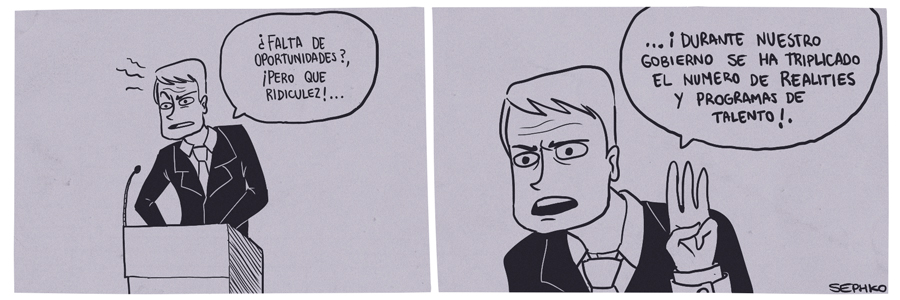 ¿FALTA DE
OPORTUNIDADES?,
¡PERO QUE
RIDICULEZ!...
...¡DURANTE NUESTRO
GOBIERNO SE HA TRIPLICADO
EL NUMERO DE REALITIES
Y PROGRAMAS DE
TALENTO!.
SEPHKO